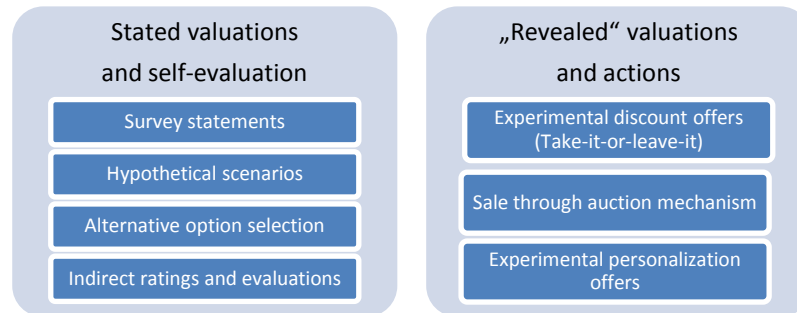 Stated valuations
and self-evaluation
Survey statements
Hypothetical scenarios
Alternative option selection
Indirect ratings and evaluations
„Revealed“ valuations
and actions
Experimental discount offers
(Take-it-or-leave-it)
Sale through auction mechanism
Experimental personalization
offers